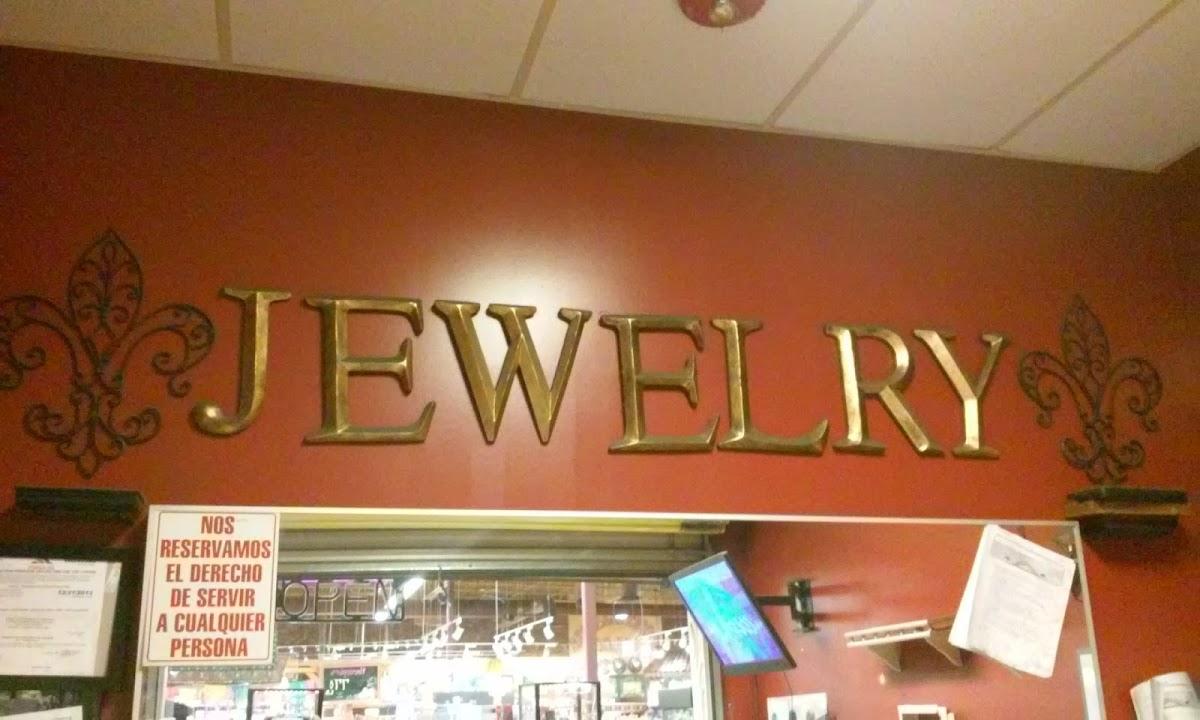 JEWELRY
NOS
RESERVAMOS
EL DERECHO
DE SERVIR
A CUALQUIER
PERSONA
OPEN